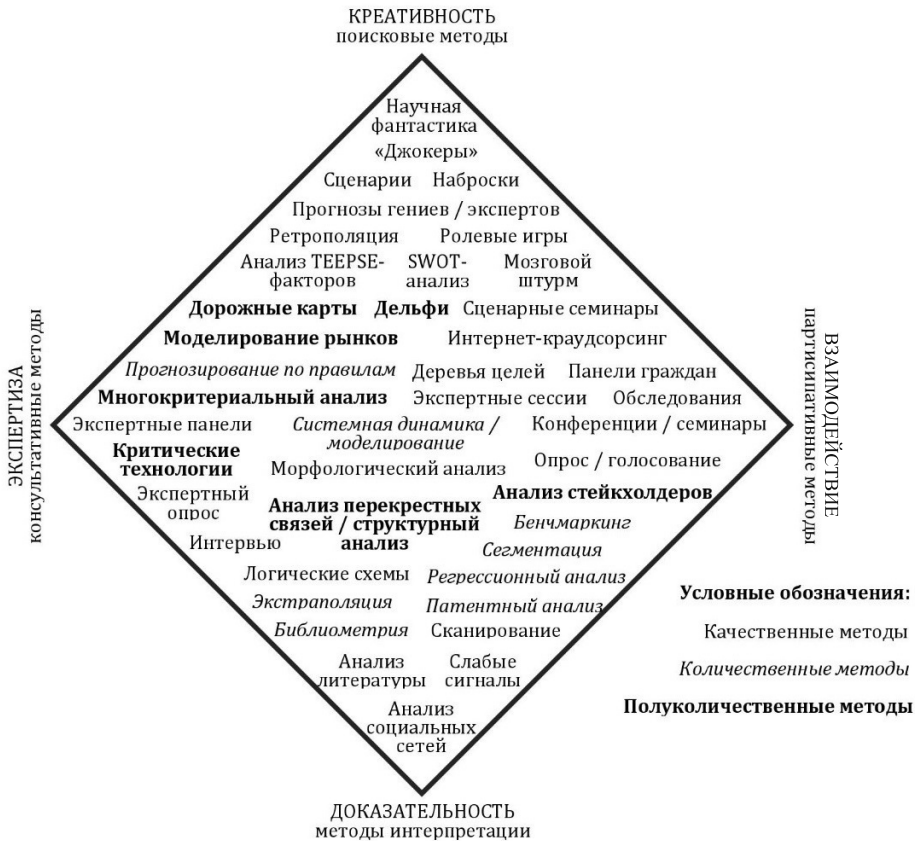 КРЕАТИВНОСТЬ
поисковые методы
Научная
фантастика
«Джокеры»
Сценарии Наброски
Прогнозы гениев / экспертов
Ретрополяция Ролевые игры
Анализ TEEPSE- SWOT- Мозговой
факторов анализ штурм
Дорожные карты Дельфи Сценарные семинары
Моделирование рынков Интернет-краудсорсинг
Прогнозирование по правилам Деревья целей Панели граждан
Многокритериальный анализ Экспертные сессии Обследования
Экспертные панели Системная динамика / Конференции / семинары
моделирование
Критические
технологии Морфологический анализ Опрос / голосование
Экспертный
опрос
Анализ перекрестных
связей / структурный
анализ
Анализ стейкхолдеров
Бенчмаркинг
Интервью
Сегментация
Логические схемы Регрессионный анализ
Экстраполяция Патентный анализ
Библиометрия Сканирование
Анализ Слабые
литературы сигналы
Анализ
социальных
сетей
ДОКАЗАТЕЛЬНОСТЬ
методы интерпретации
ЭКСПЕРТИЗА
консультативные методы
ВЗАИМОДЕЙСТВИЕ
партисипативные методы
Условные обозначения:
Качественные методы
Количественные методы
Полуколичественные методы